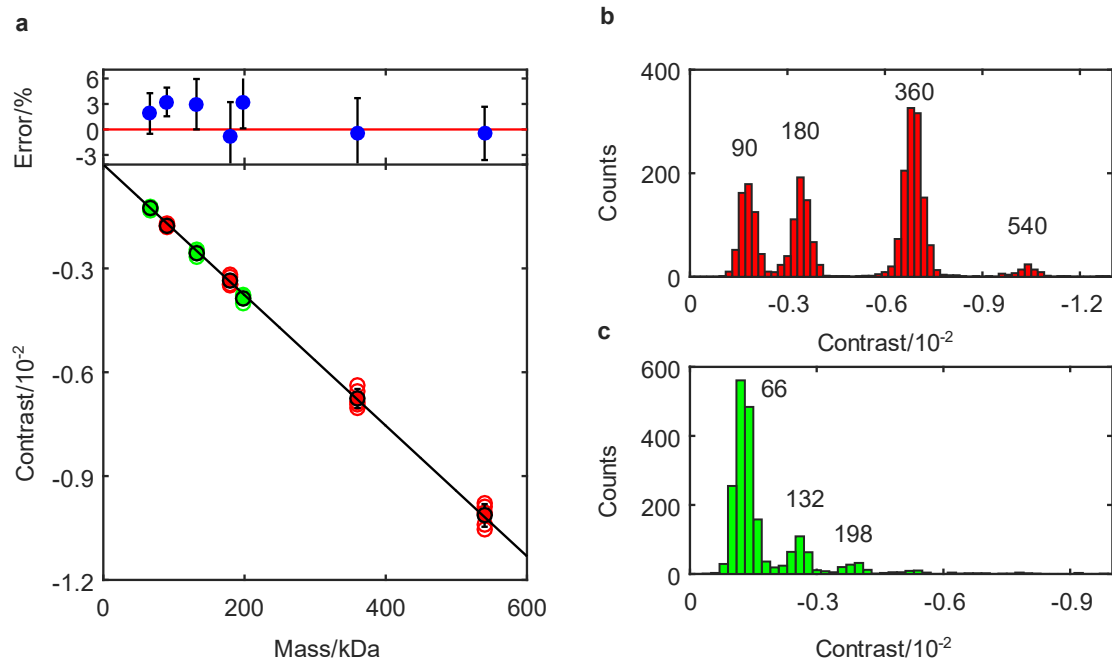 a
Error/%
6
3
0
-3
Contrast/10-2
-0.3
-0.6
-0.9
-1.2
0 200 400 600
Mass/kDa
b
Counts
400
200
0
90
180
360
540
0 -0.3 -0.6 -0.9 -1.2
Contrast/10-2
c
Counts
600
400
200
0
66
132
198
0 -0.3 -0.6 -0.9
Contrast/10-2